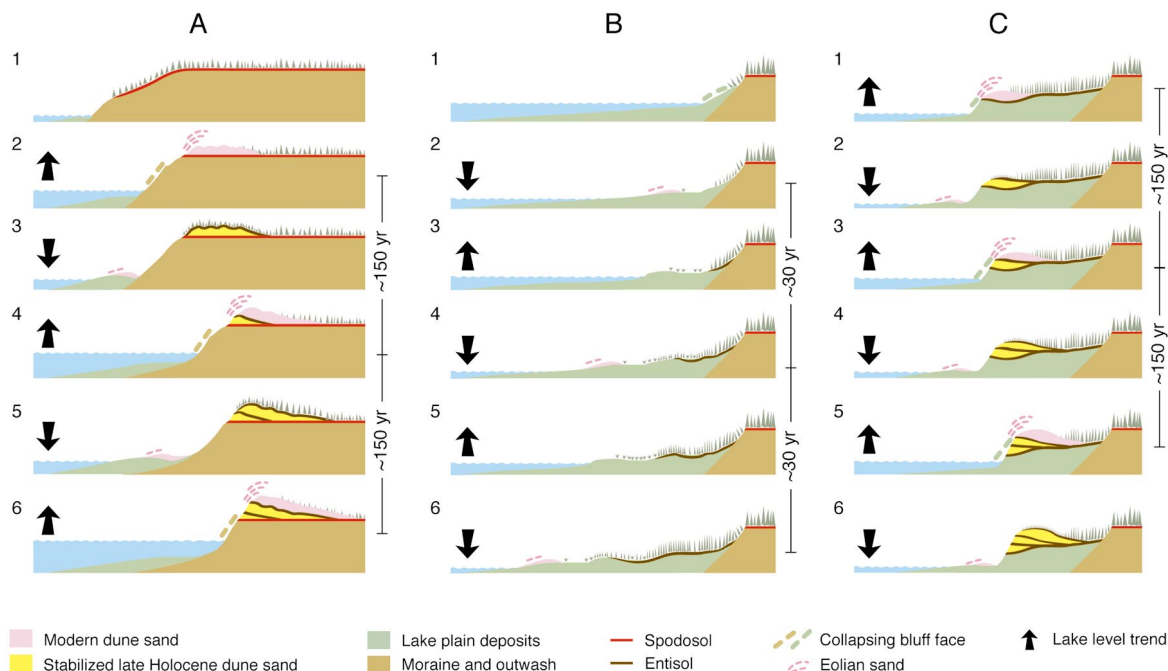 A
B
C
1
2
3
4
5
6
~150 yr
~150 yr
1
2
3
4
5
6
~30 yr
~30 yr
1
2
3
4
5
6
~150 yr
~150 yr
Modern dune sand
Stabilized late Holocene dune sand
Lake plain deposits
Moraine and outwash
Spodosol
Entisol
Collapsing bluff face
Eolian sand
Lake level trend